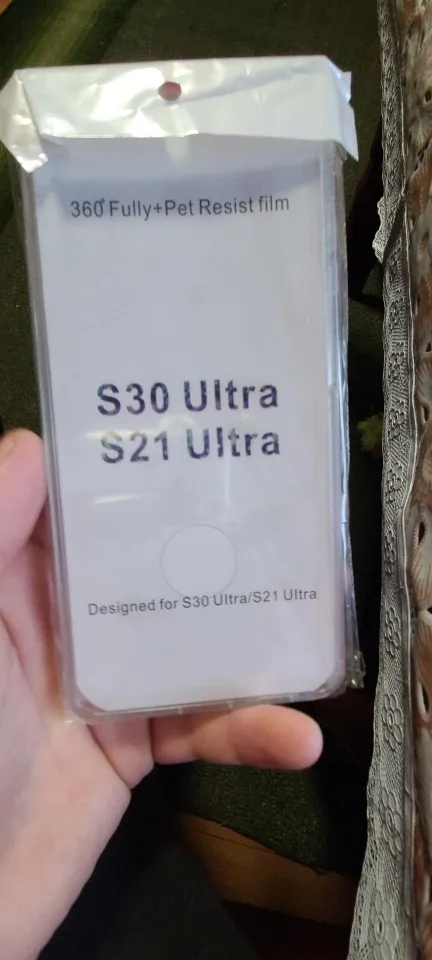 360° Fully+Pet Resist film
S30 Ultra
S21 Ultra
Designed for S30 Ultra/S21 Ultra